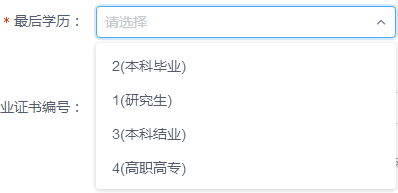 * 最后学历：
请选择
2(本科毕业)
1(研究生)
业证书编号：
3(本科结业)
4(高职高专)